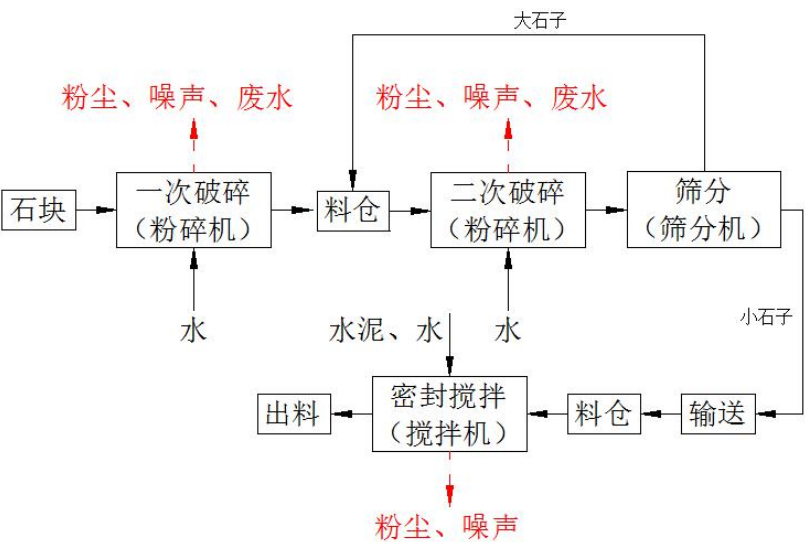 大石子
粉尘、噪声、废水
粉尘、噪声、废水
石块
一次破碎
（粉碎机）
料仓
二次破碎
（粉碎机）
筛分
（筛分机）
水
水泥、水
水
小石子
出料
密封搅拌
（搅拌机）
料仓
输送
粉尘、噪声